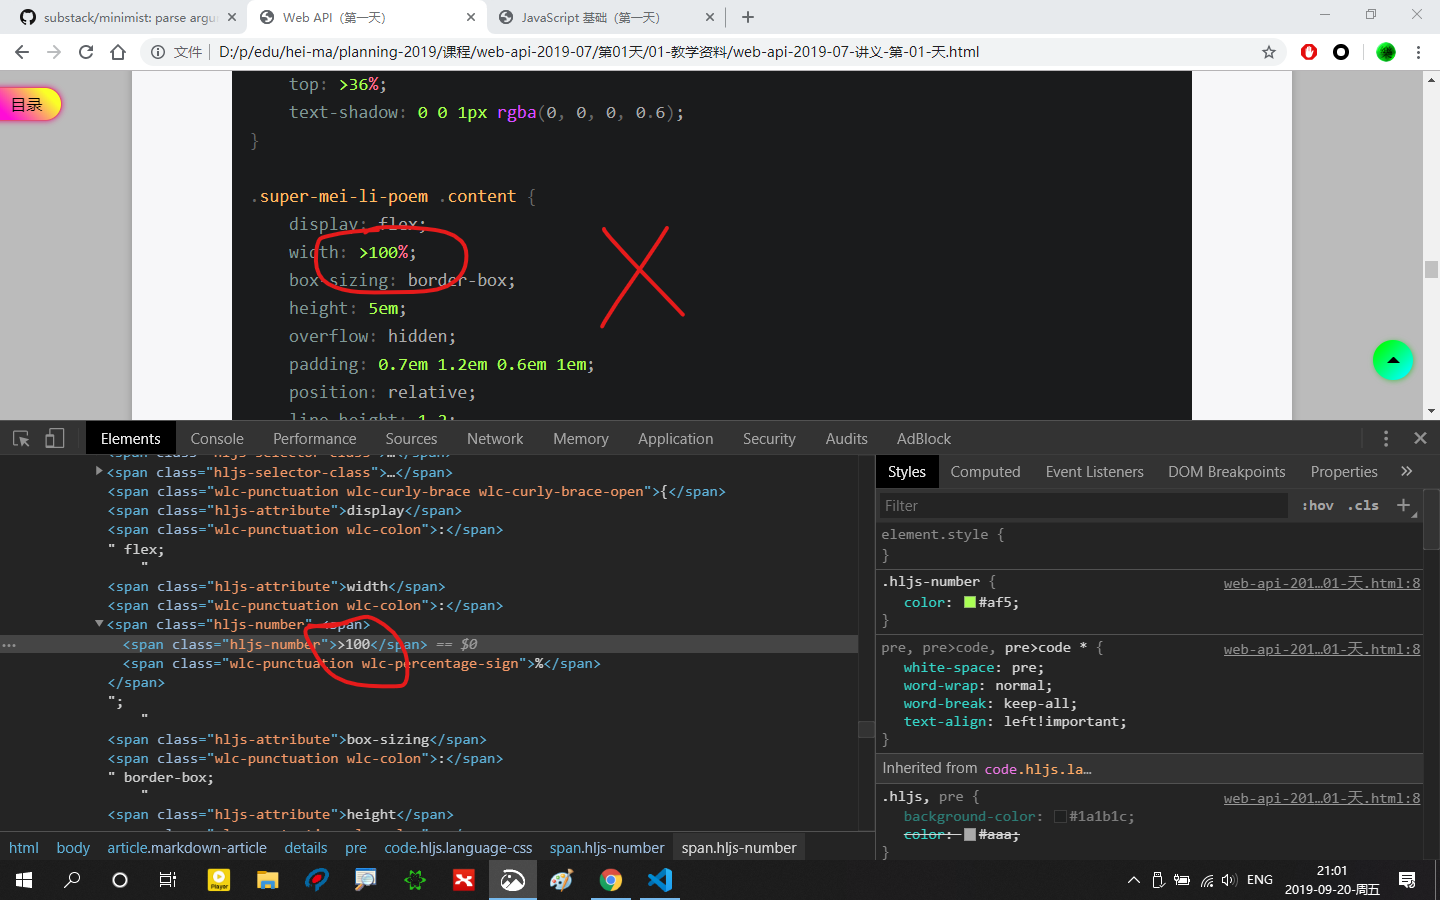 substack/minimist: parse argu
Web API（第一天）
JavaScript 基础（第一天）
文件
D:/p/edu/hei-ma/planning-2019/课程/web-api-2019-07/第01天/01-教学资料/web-api-2019-07-讲义-第-01-天.html
目录
top: >36%;
text-shadow: 0 0 1px rgba(0, 0, 0, 0.6);
}
.super-mei-li-poem .content {
display: flex;
width: >100%;
box-sizing: border-box;
height: 5em;
overflow: hidden;
padding: 0.7em 1.2em 0.6em 1em;
position: relative;
line-height: 1.2;
Elements
Console
Performance
Sources
Network
Memory
Application
Security
Audits
AdBlock
<span class="hljs-selector-class">…</span>
<span class="hljs-selector-class">…</span>
<span class="wlc-punctuation wlc-curly-brace wlc-curly-brace-open">{</span>
<span class="hljs-attribute">display</span>
<span class="wlc-punctuation wlc-colon">:</span>
" flex;
"
<span class="hljs-attribute">width</span>
<span class="wlc-punctuation wlc-colon">:</span>
<span class="hljs-number" <span>
<span class="hljs-number">>100</span> == $0
<span class="wlc-punctuation wlc-percentage-sign">%</span>
</span>
";
"
<span class="hljs-attribute">box-sizing</span>
<span class="wlc-punctuation wlc-colon">:</span>
" border-box;
"
<span class="hljs-attribute">height</span>
html
body
article.markdown-article
details
pre
code.hljs.language-css
span.hljs-number
span.hljs-number
Styles
Computed
Event Listeners
DOM Breakpoints
Properties
Filter
:hov
.cls
element.style {
}
.hljs-number {
web-api-201…01-天.html:8
color: #af5;
}
pre, pre>code, pre>code * {
web-api-201…01-天.html:8
white-space: pre;
word-wrap: normal;
word-break: keep-all;
text-align: left!important;
}
Inherited from code.hljs.la…
.hljs, pre {
web-api-201…01-天.html:8
background-color: #1a1b1c;
color: #aaa;
}
Player
ENG
21:01
2019-09-20-周五